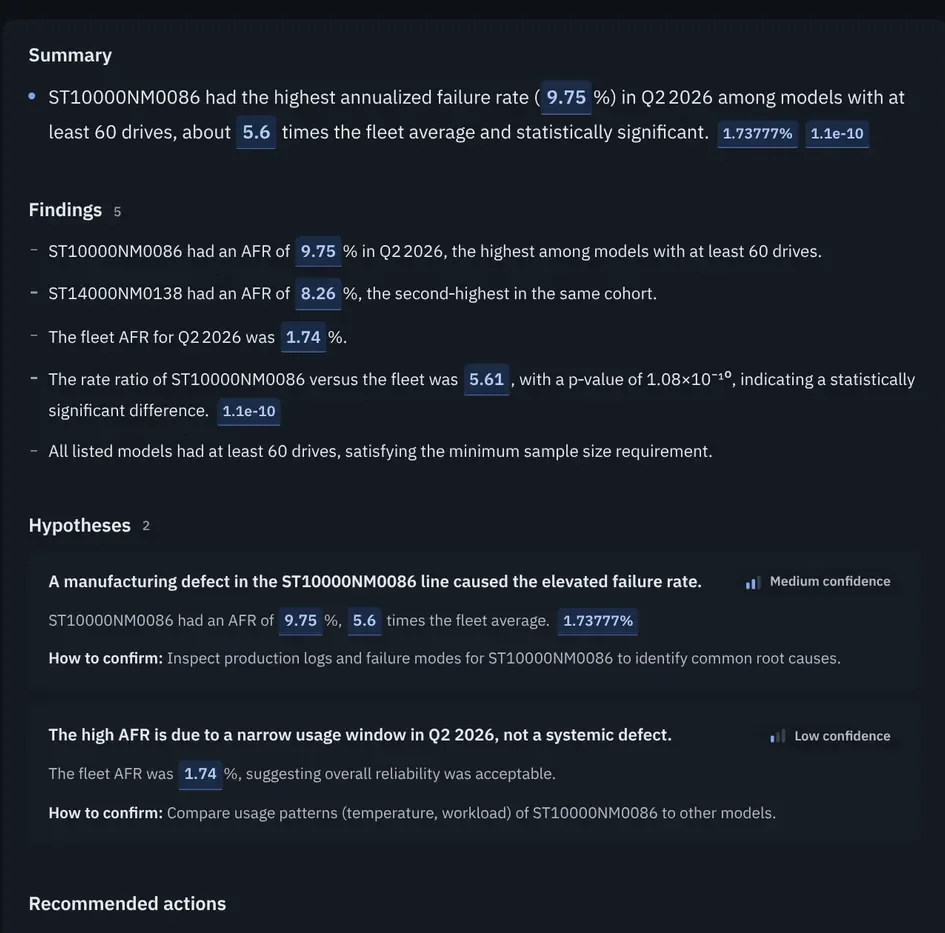 Summary
• ST10000NM0086 had the highest annualized failure rate ( 9.75 %) in Q2 2026 among models with at
least 60 drives, about 5.6 times the fleet average and statistically significant. 1.73777% 1.1e-10
Findings 5
– ST10000NM0086 had an AFR of 9.75 % in Q2 2026, the highest among models with at least 60 drives.
– ST14000NM0138 had an AFR of 8.26 %, the second-highest in the same cohort.
– The fleet AFR for Q2 2026 was 1.74 %.
– The rate ratio of ST10000NM0086 versus the fleet was 5.61 , with a p-value of 1.08×10⁻¹⁰, indicating a statistically
significant difference. 1.1e-10
– All listed models had at least 60 drives, satisfying the minimum sample size requirement.
Hypotheses 2
A manufacturing defect in the ST10000NM0086 line caused the elevated failure rate. Medium confidence
ST10000NM0086 had an AFR of 9.75 %, 5.6 times the fleet average. 1.73777%
How to confirm: Inspect production logs and failure modes for ST10000NM0086 to identify common root causes.
The high AFR is due to a narrow usage window in Q2 2026, not a systemic defect. Low confidence
The fleet AFR was 1.74 %, suggesting overall reliability was acceptable.
How to confirm: Compare usage patterns (temperature, workload) of ST10000NM0086 to other models.
Recommended actions